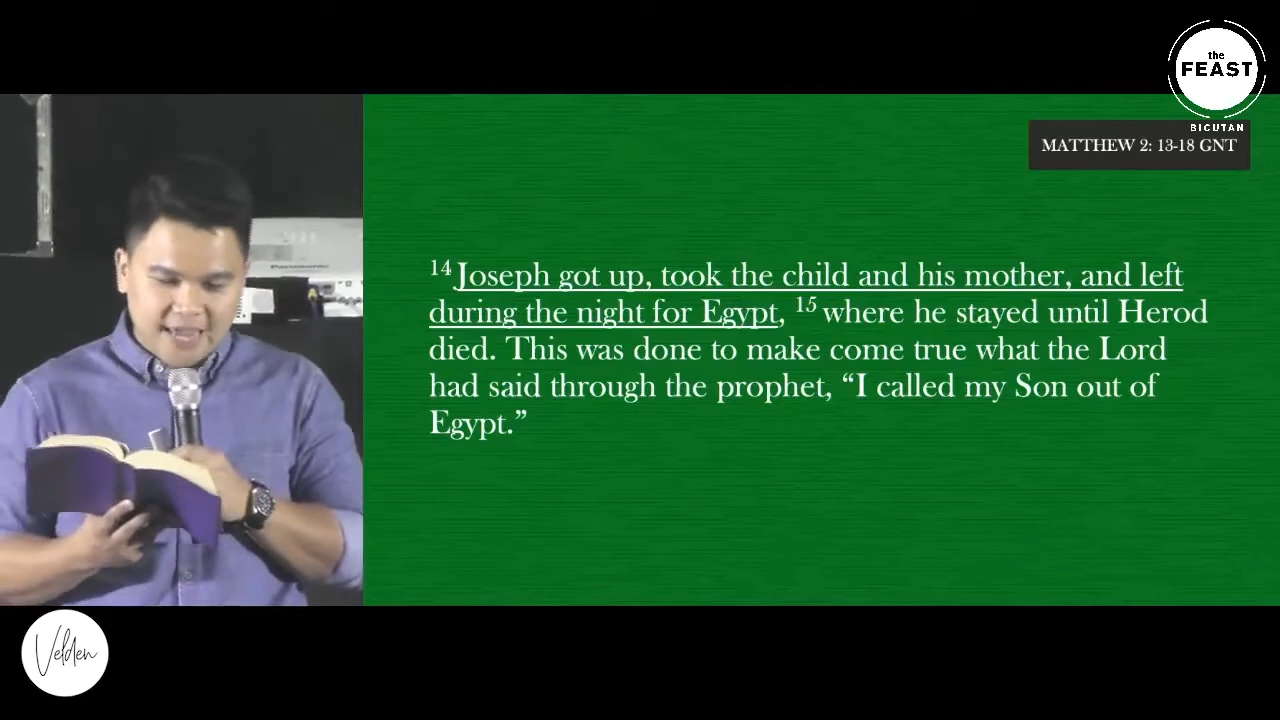 the
FEAST
BICUTAN
MATTHEW 2: 13-18 GNT
14 Joseph got up, took the child and his mother, and left
during the night for Egypt, 15 where he stayed until Herod
died. This was done to make come true what the Lord
had said through the prophet, “I called my Son out of
Egypt.”
Panasonic
Velden